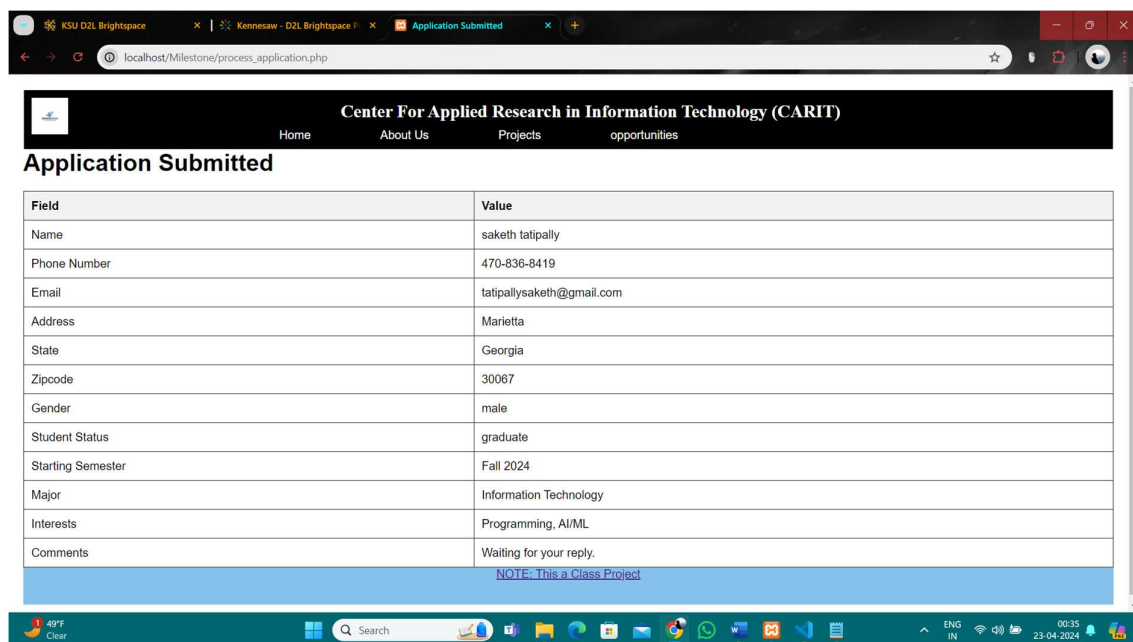 KSU D2L Brightspace
Kennesaw - D2L Brightspace P
Application Submitted
localhost/Milestone/process_application.php
Center For Applied Research in Information Technology (CARIT)
Home About Us Projects opportunities
Application Submitted
Field Value
Name saketh tatipally
Phone Number 470-836-8419
Email tatipallysaketh@gmail.com
Address Marietta
State Georgia
Zipcode 30067
Gender male
Student Status graduate
Starting Semester Fall 2024
Major Information Technology
Interests Programming, AI/ML
Comments Waiting for your reply.
NOTE: This a Class Project
1 49°F
Clear
Search
ENG
IN
00:35
23-04-2024